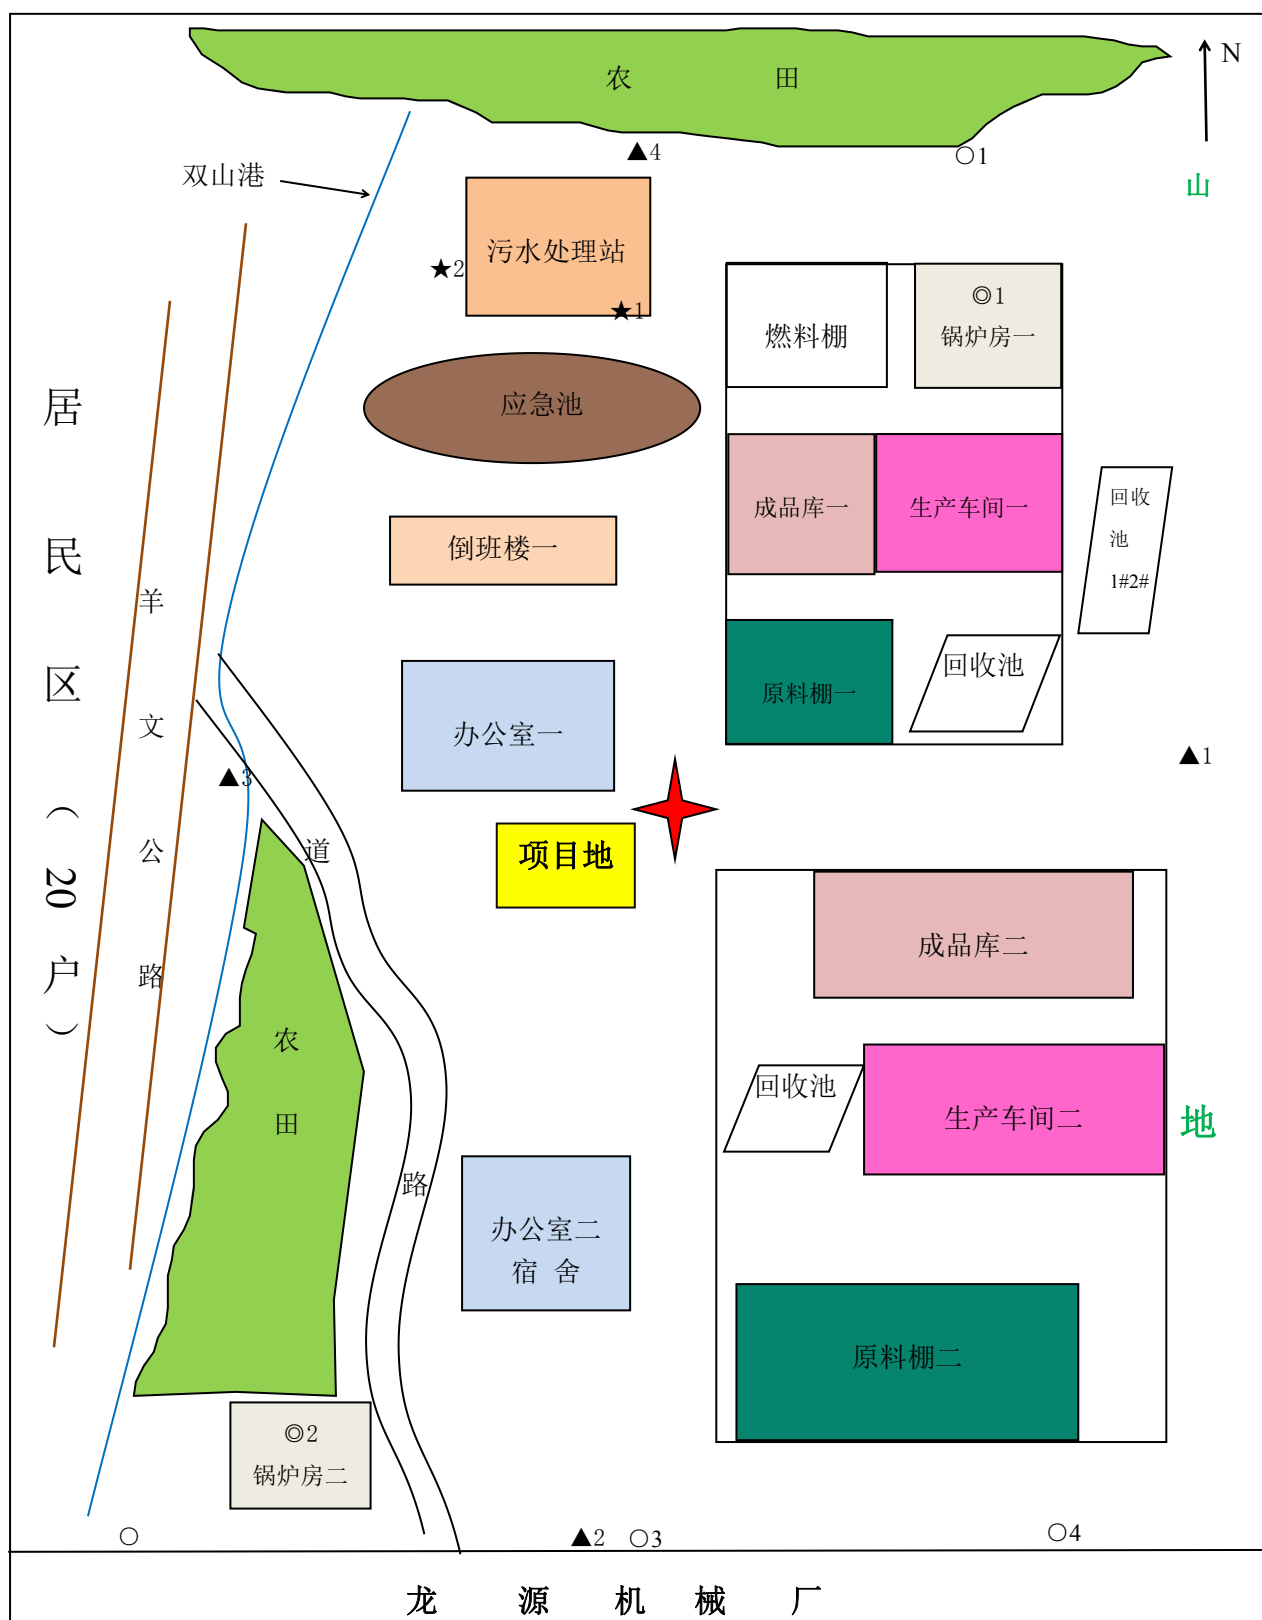 农 田
N
▲4
○1
双山港
山
污水处理站
★2
★1
◎1
燃料棚
锅炉房一
应急池
居民区（20户）
成品库一
生产车间一
回收
池
1#2#
倒班楼一
羊文公路
回收池
原料棚一
办公室一
▲1
▲3
道路
项目地
成品库二
农田
回收池
生产车间二
地
办公室二
宿 舍
原料棚二
◎2
锅炉房二
○
▲2
○3
○4
龙 源 机 械 厂